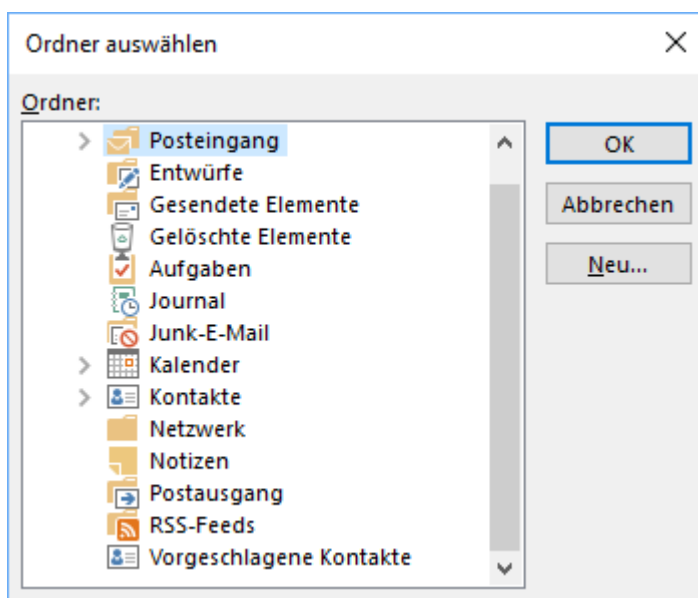 Ordner auswählen
Ordner:
Posteingang
Entwürfe
Gesendete Elemente
Gelöschte Elemente
Aufgaben
Journal
Junk-E-Mail
Kalender
Kontakte
Netzwerk
Notizen
Postausgang
RSS-Feeds
Vorgeschlagene Kontakte
OK
Abbrechen
Neu...